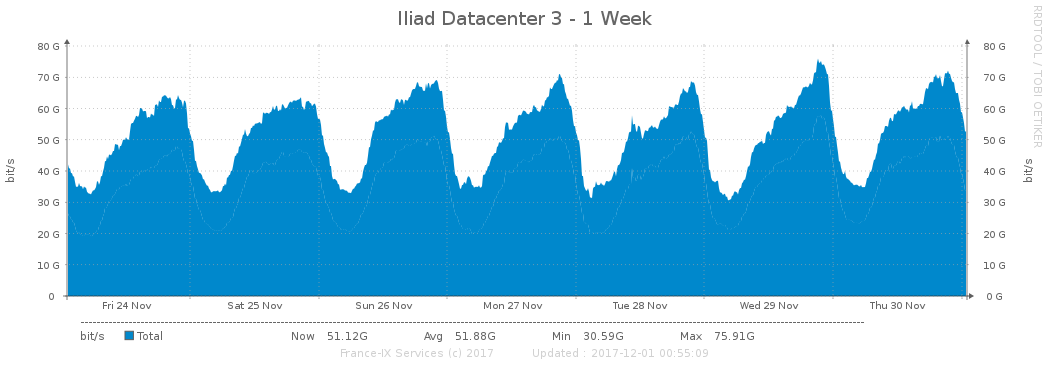 Iliad Datacenter 3 - 1 Week
RRDTOOL / TOBI OETIKER
bit/s
80 G
70 G
60 G
50 G
40 G
30 G
20 G
10 G
0
80 G
70 G
60 G
50 G
40 G
30 G
20 G
10 G
0 G
bit/s
Fri 24 Nov Sat 25 Nov Sun 26 Nov Mon 27 Nov Tue 28 Nov Wed 29 Nov Thu 30 Nov
bit/s Total Now 51.12G Avg 51.88G Min 30.59G Max 75.91G
France-IX Services (c) 2017 Updated : 2017-12-01 00:55:09